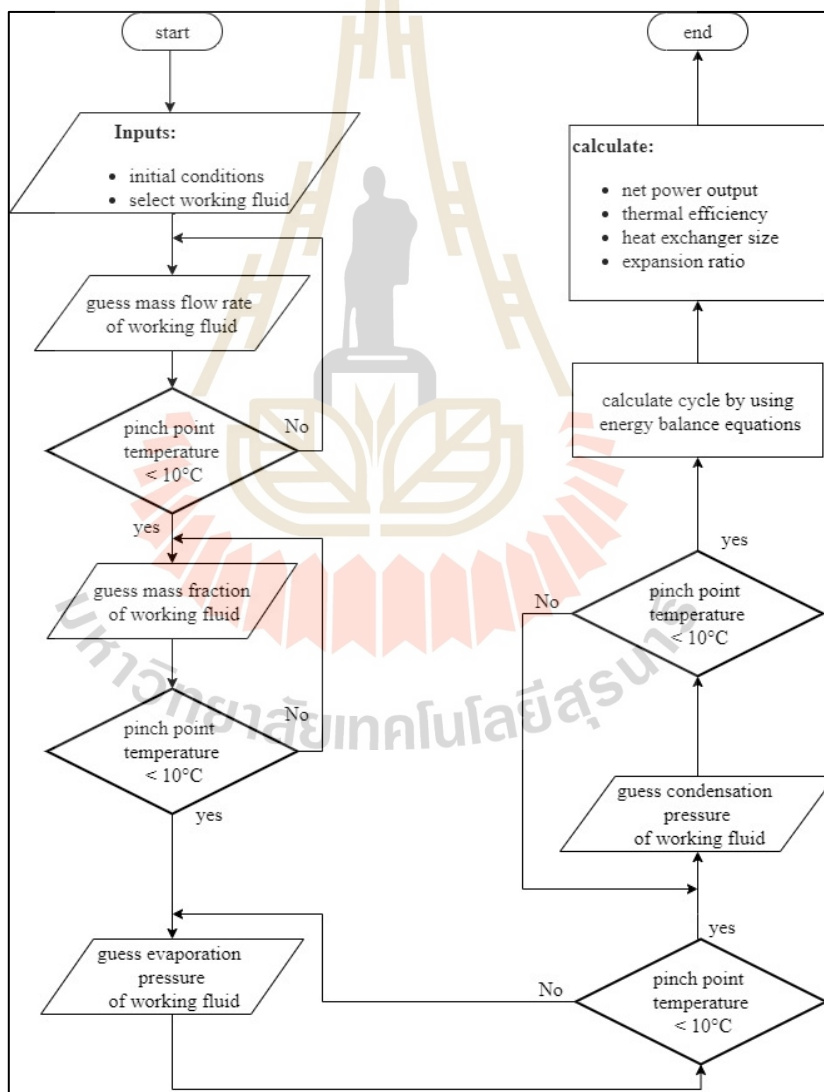 start
Inputs:
• initial conditions
• select working fluid
guess mass flow rate
of working fluid
pinch point
temperature
< 10°C
No
yes
guess mass fraction
of working fluid
pinch point
temperature
< 10°C
No
yes
guess evaporation
pressure
of working fluid
pinch point
temperature
< 10°C
No
yes
guess condensation
pressure
of working fluid
pinch point
temperature
< 10°C
No
yes
calculate cycle by using
energy balance equations
calculate:
• net power output
• thermal efficiency
• heat exchanger size
• expansion ratio
end
มหาวิทยาลัยเทคโนโลยีสุรนารี